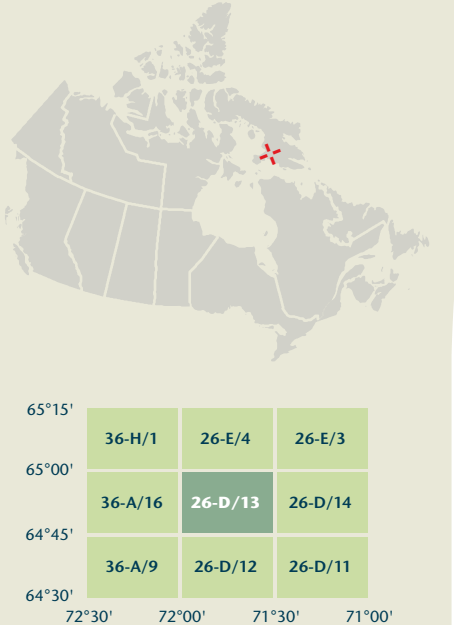 65°15'
36-H/1 26-E/4 26-E/3
65°00'
36-A/16 26-D/13 26-D/14
64°45'
36-A/9 26-D/12 26-D/11
64°30'
72°30' 72°00' 71°30' 71°00'